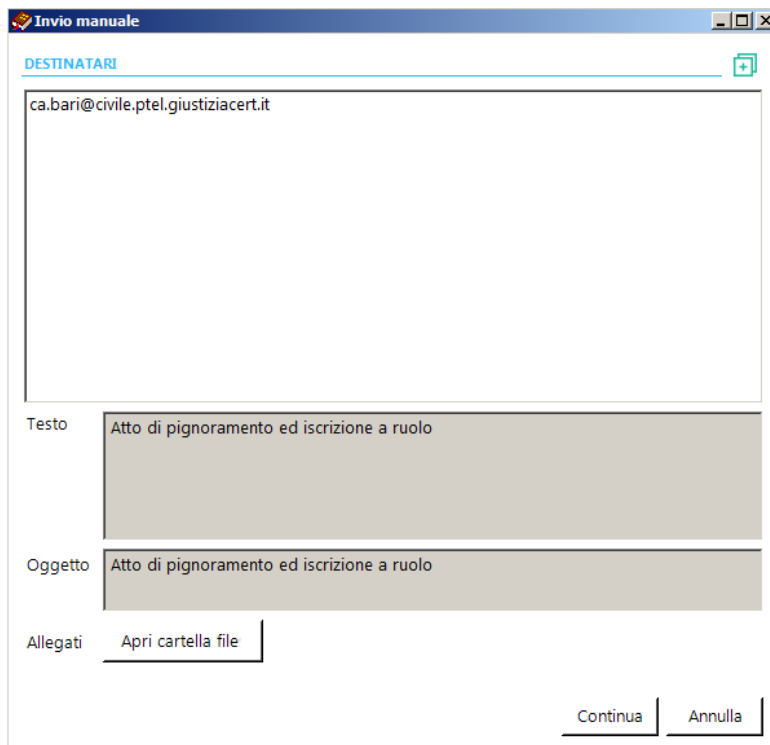 Invio manuale
DESTINATARI
ca.bari@civile.ptel.giustiziacert.it
Testo
Atto di pignoramento ed iscrizione a ruolo
Oggetto
Atto di pignoramento ed iscrizione a ruolo
Allegati
Apri cartella file
Continua
Annulla